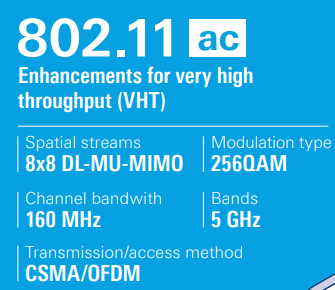 802.11 ac
Enhancements for very high
throughput (VHT)
Spatial streams
8x8 DL-MU-MIMO
Modulation type
256QAM
Channel bandwith
160 MHz
Bands
5 GHz
Transmission/access method
CSMA/OFDM